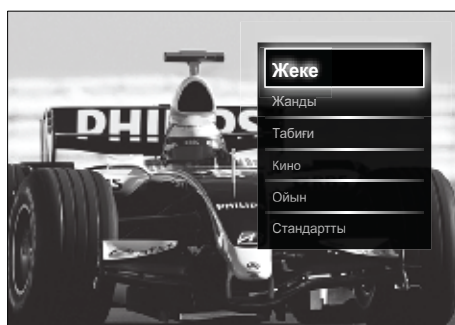 Жеке
Жанды
Табиғи
Кино
Ойын
Стандартты
PHILIPS